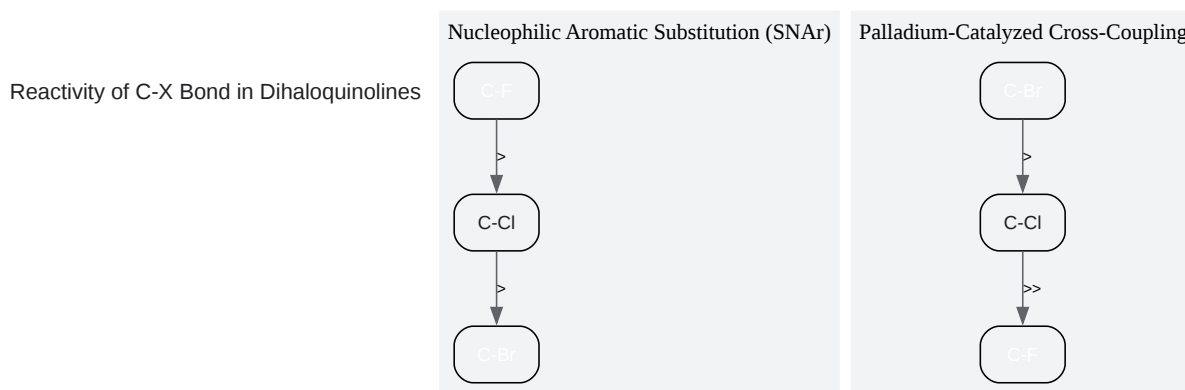 Nucleophilic Aromatic Substitution (SNAr)
Palladium-Catalyzed Cross-Coupling
Reactivity of C-X Bond in Dihaloquinolines
C-F
C-Br
>
>
C-Cl
C-Cl
>
>>
C-Br
C-F